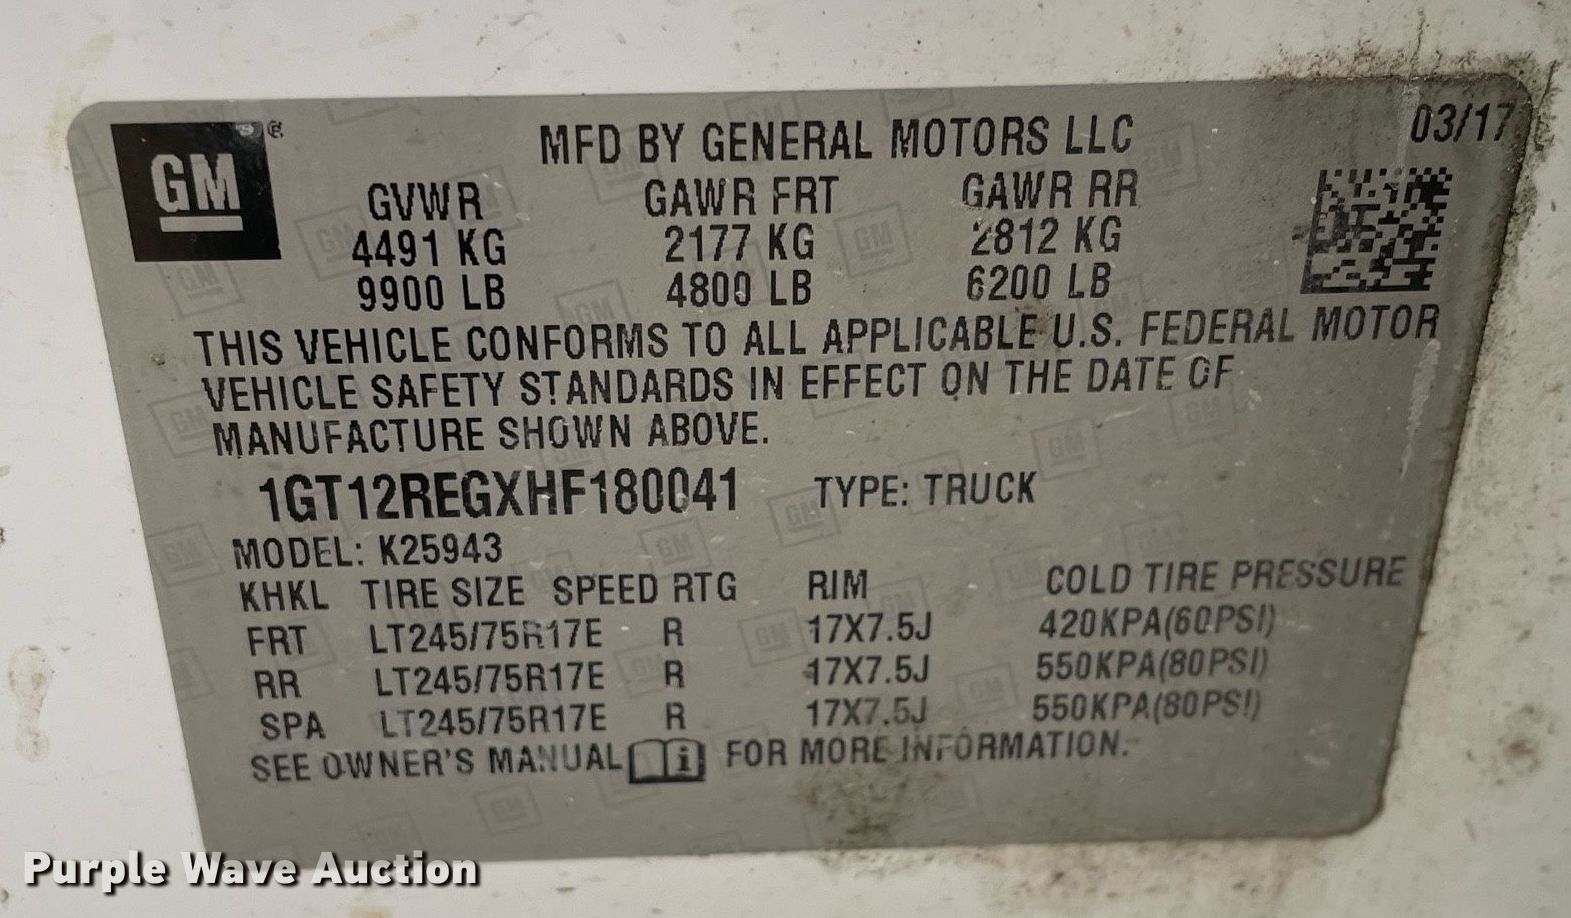 GM
MFD BY GENERAL MOTORS LLC 03/17
GVWR GAWR FRT GAWR RR
4491 KG 2177 KG 2812 KG
9900 LB 4800 LB 6200 LB
THIS VEHICLE CONFORMS TO ALL APPLICABLE U.S. FEDERAL MOTOR
VEHICLE SAFETY STANDARDS IN EFFECT ON THE DATE OF
MANUFACTURE SHOWN ABOVE.
1GT12REGXHF180041 TYPE: TRUCK
MODEL: K25943
KHKL TIRE SIZE SPEED RTG RIM COLD TIRE PRESSURE
FRT LT245/75R17E R 17X7.5J 420KPA(60PSI)
RR LT245/75R17E R 17X7.5J 550KPA(80PSI)
SPA LT245/75R17E R 17X7.5J 550KPA(80PSI)
SEE OWNER'S MANUAL i FOR MORE INFORMATION.
Purple Wave Auction